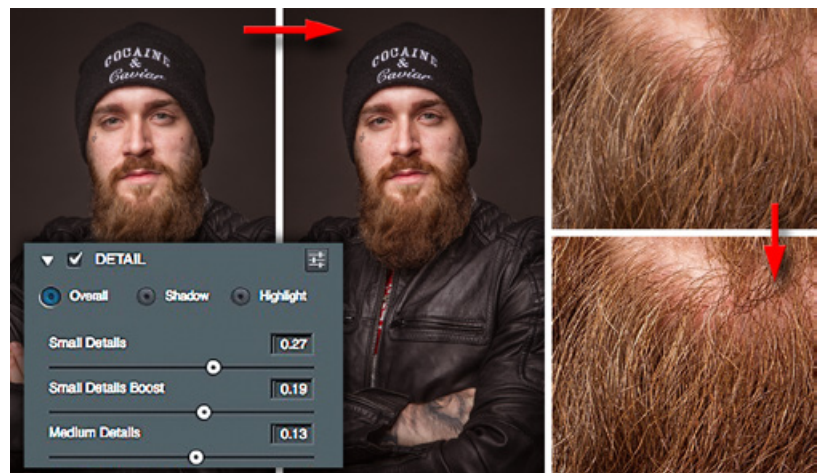 COCAINE
&
Caviar
COCAINE
&
Caviar
DETAIL
Overall Shadow Highlight
Small Details 0.27
Small Details Boost 0.19
Medium Details 0.13